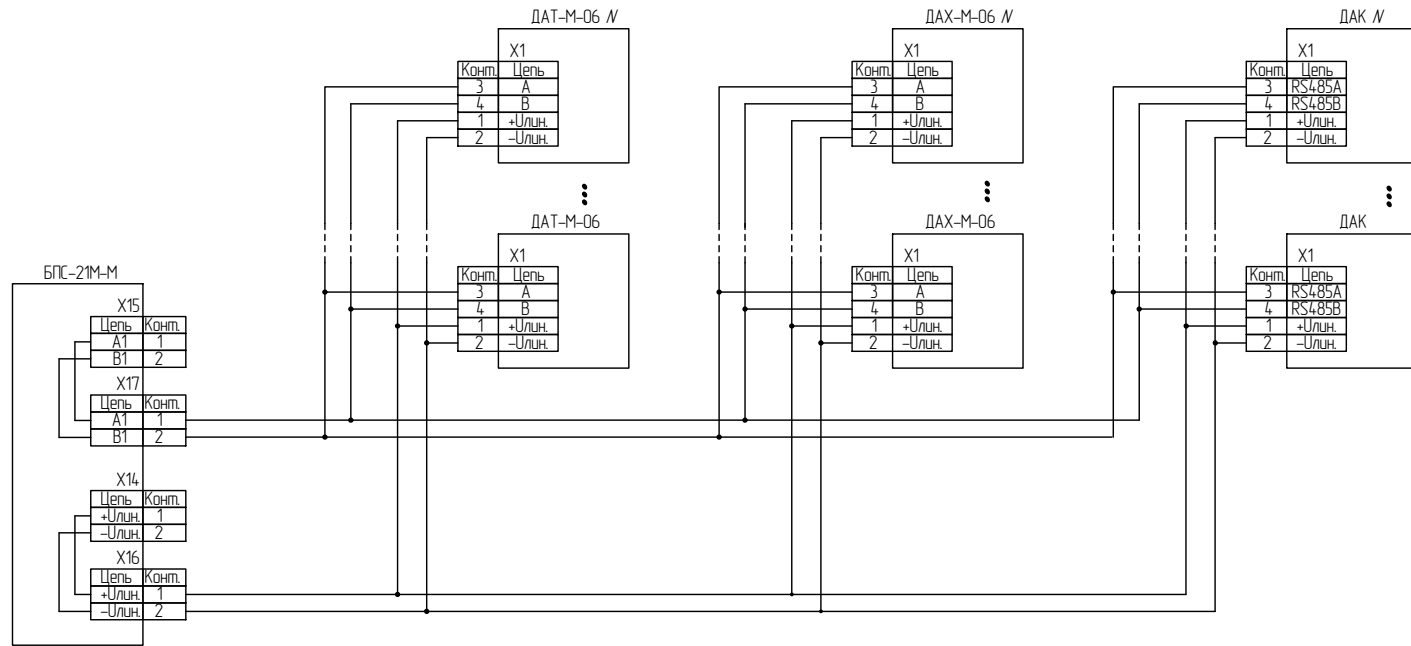 ДАТ-М-06 N
X1
Конт. Цепь
3 A
4 B
1 +Uлин.
2 -Uлин.
ДАХ-М-06 N
X1
Конт. Цепь
3 A
4 B
1 +Uлин.
2 -Uлин.
ДАК N
X1
Конт. Цепь
3 RS485A
4 RS485B
1 +Uлин.
2 -Uлин.
ДАТ-М-06
X1
Конт. Цепь
3 A
4 B
1 +Uлин.
2 -Uлин.
ДАХ-М-06
X1
Конт. Цепь
3 A
4 B
1 +Uлин.
2 -Uлин.
ДАК
X1
Конт. Цепь
3 RS485A
4 RS485B
1 +Uлин.
2 -Uлин.
БПС-21М-М
X15
Цепь Конт.
A1 1
B1 2
X17
Цепь Конт.
A1 1
B1 2
X14
Цепь Конт.
+Uлин. 1
-Uлин. 2
X16
Цепь Конт.
+Uлин. 1
-Uлин. 2